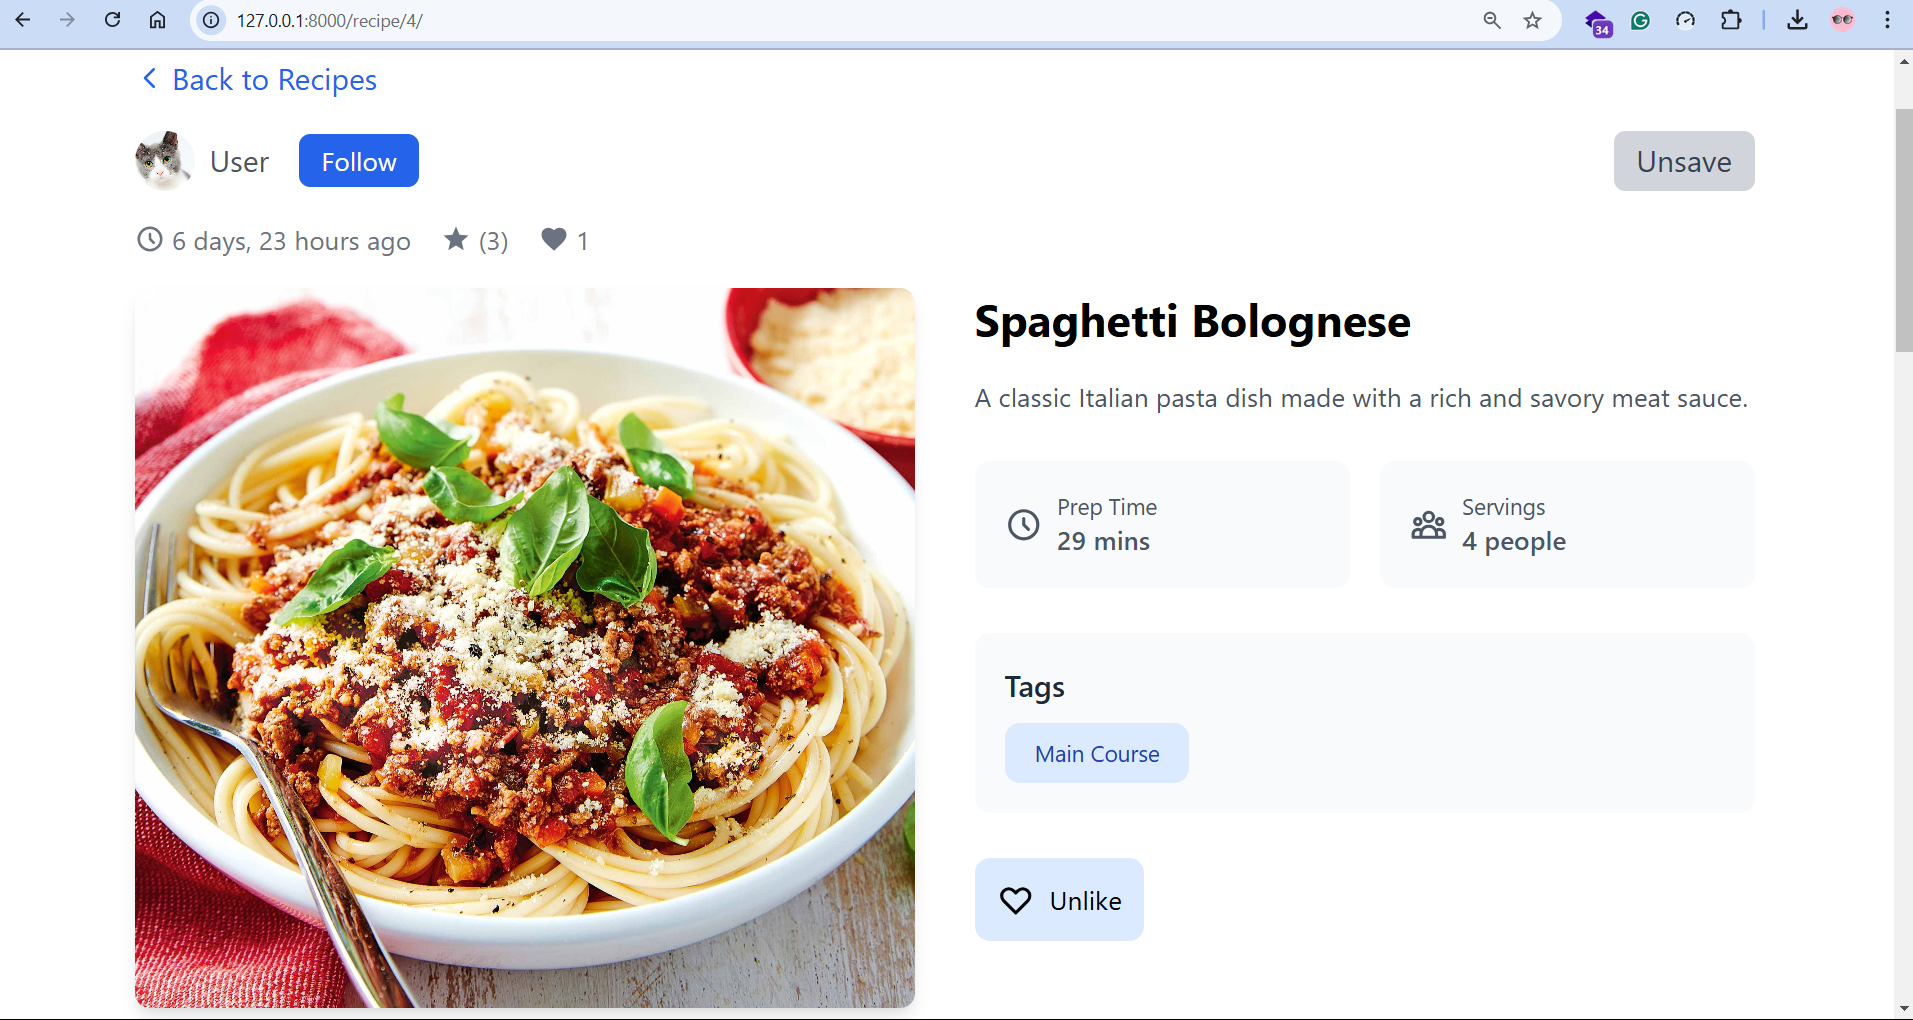 127.0.0.1:8000/recipe/4/
34
Back to Recipes
User
Follow
Unsave
6 days, 23 hours ago
(3)
1
Spaghetti Bolognese
A classic Italian pasta dish made with a rich and savory meat sauce.
Prep Time
29 mins
Servings
4 people
Tags
Main Course
Unlike